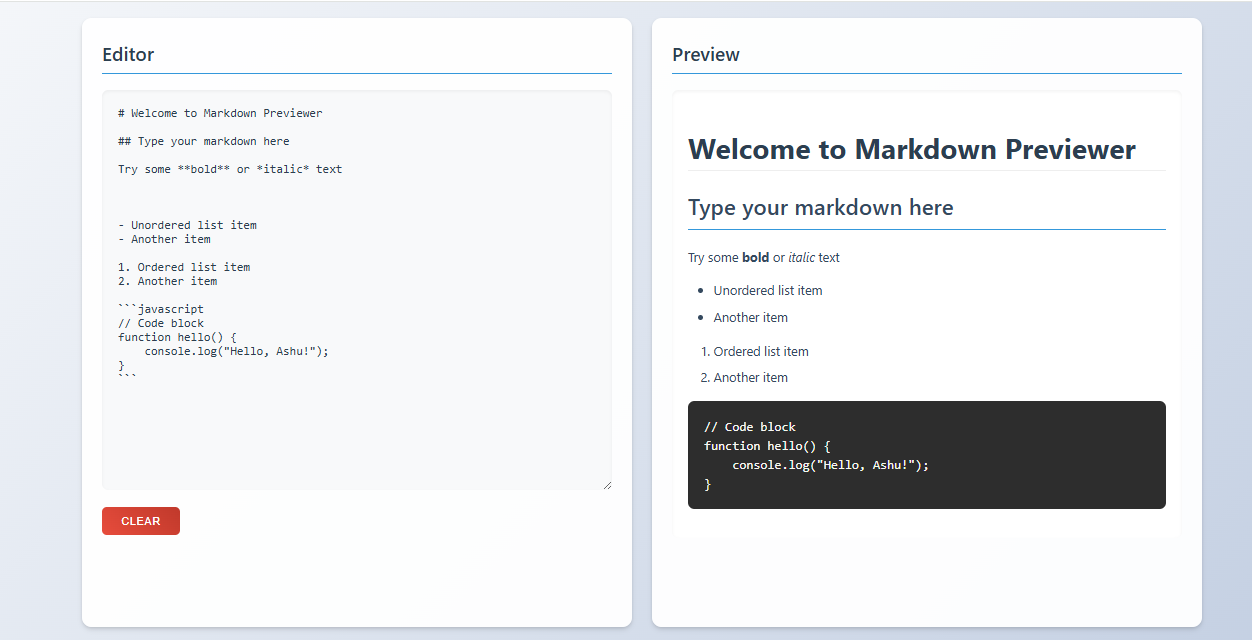 Editor
# Welcome to Markdown Previewer
## Type your markdown here
Try some **bold** or *italic* text
- Unordered list item
- Another item
1. Ordered list item
2. Another item
```javascript
// Code block
function hello() {
    console.log("Hello, Ashu!");
}
```
CLEAR
Preview
Welcome to Markdown Previewer
Type your markdown here
Try some bold or italic text
• Unordered list item
• Another item
1. Ordered list item
2. Another item
// Code block
function hello() {
    console.log("Hello, Ashu!");
}